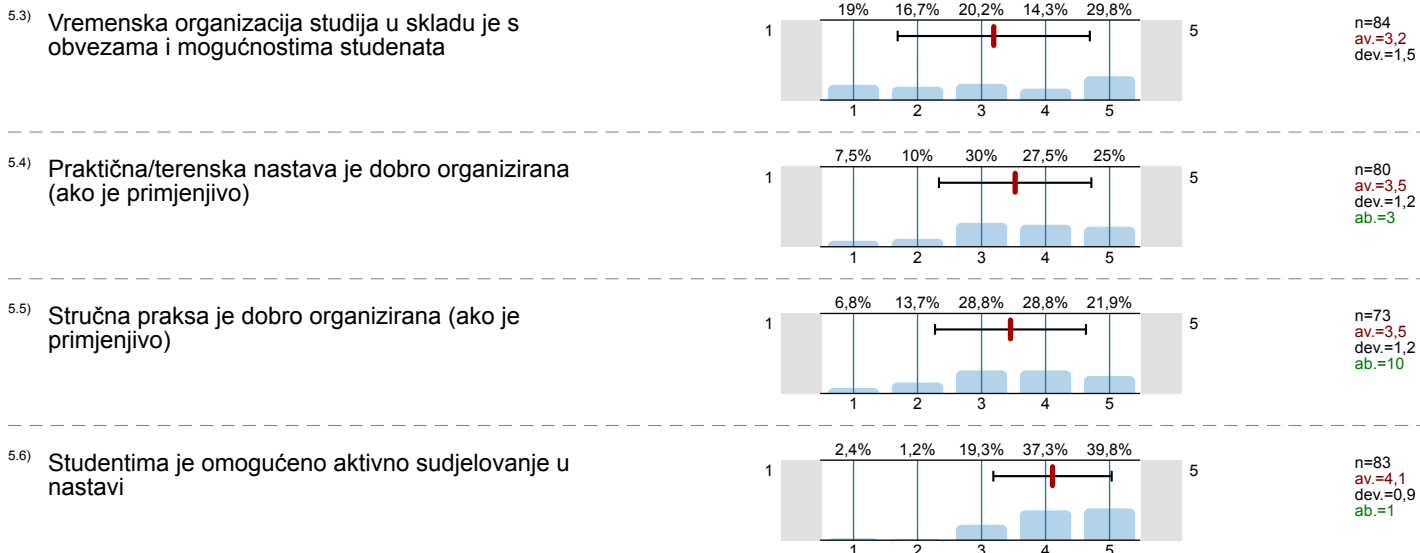 5.3) Vremenska organizacija studija u skladu je s
obvezama i mogućnostima studenata
19% 16,7% 20,2% 14,3% 29,8%
1 5
1 2 3 4 5
n=84
av.=3,2
dev.=1,5
5.4) Praktična/terenska nastava je dobro organizirana
(ako je primjenjivo)
7,5% 10% 30% 27,5% 25%
1 5
1 2 3 4 5
n=80
av.=3,5
dev.=1,2
ab.=3
5.5) Stručna praksa je dobro organizirana (ako je
primjenjivo)
6,8% 13,7% 28,8% 28,8% 21,9%
1 5
1 2 3 4 5
n=73
av.=3,5
dev.=1,2
ab.=10
5.6) Studentima je omogućeno aktivno sudjelovanje u
nastavi
2,4% 1,2% 19,3% 37,3% 39,8%
1 5
1 2 3 4 5
n=83
av.=4,1
dev.=0,9
ab.=1